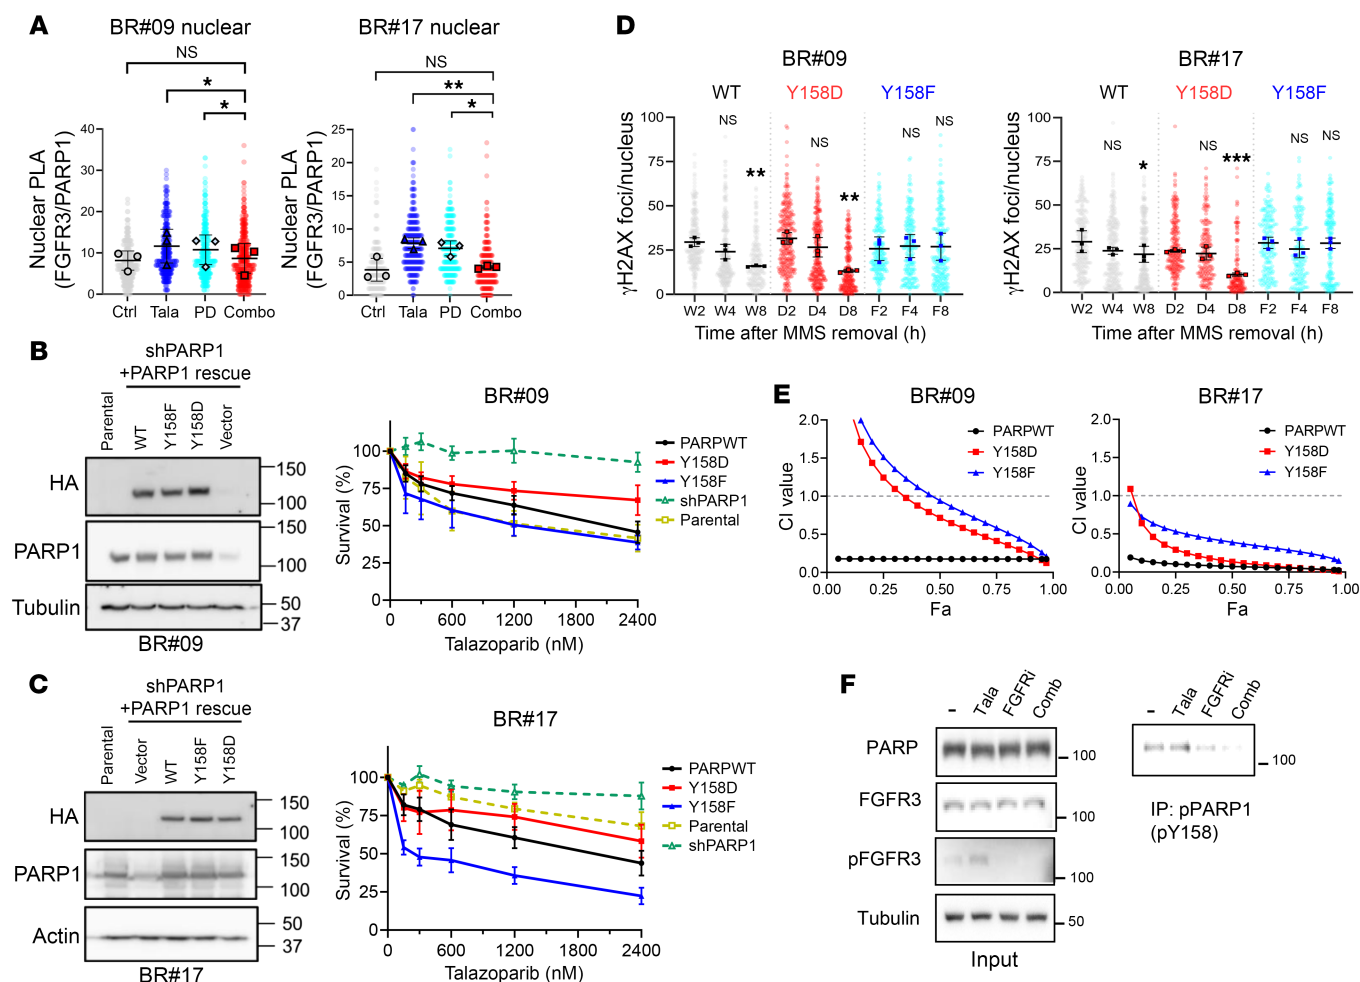 A
BR#09 nuclear
NS
*
*
Nuclear PLA
(FGFR3/PARP1)
40
30
20
10
0
Ctrl
Tala
PD
Combo
BR#17 nuclear
NS
**
*
Nuclear PLA
(FGFR3/PARP1)
25
20
15
10
5
0
Ctrl
Tala
PD
Combo
B
shPARP1
+PARP1 rescue
Parental
WT
Y158F
Y158D
Vector
HA
150
100
PARP1
150
100
Tubulin
50
37
BR#09
BR#09
Survival (%)
100
75
50
25
0
0
600
1200
1800
2400
Talazoparib (nM)
PARPWT
Y158D
Y158F
shPARP1
Parental
C
shPARP1
+PARP1 rescue
Parental
Vector
WT
Y158F
Y158D
HA
150
100
PARP1
150
100
Actin
50
37
BR#17
BR#17
Survival (%)
100
75
50
25
0
0
600
1200
1800
2400
Talazoparib (nM)
PARPWT
Y158D
Y158F
Parental
shPARP1
D
BR#09
WT
Y158D
Y158F
γH2AX foci/nucleus
100
75
50
25
0
NS
**
NS
**
NS
NS
W2
W4
W8
D2
D4
D8
F2
F4
F8
Time after MMS removal (h)
BR#17
WT
Y158D
Y158F
γH2AX foci/nucleus
100
75
50
25
0
NS
*
NS
***
NS
NS
W2
W4
W8
D2
D4
D8
F2
F4
F8
Time after MMS removal (h)
E
BR#09
CI value
2.0
1.5
1.0
0.5
0.0
0.00
0.25
0.50
0.75
1.00
Fa
PARPWT
Y158D
Y158F
BR#17
CI value
2.0
1.5
1.0
0.5
0.0
0.00
0.25
0.50
0.75
1.00
Fa
PARPWT
Y158D
Y158F
F
-
Tala
FGFRi
Comb
PARP
100
FGFR3
100
pFGFR3
100
Tubulin
50
Input
-
Tala
FGFRi
Comb
100
IP: pPARP1
(pY158)